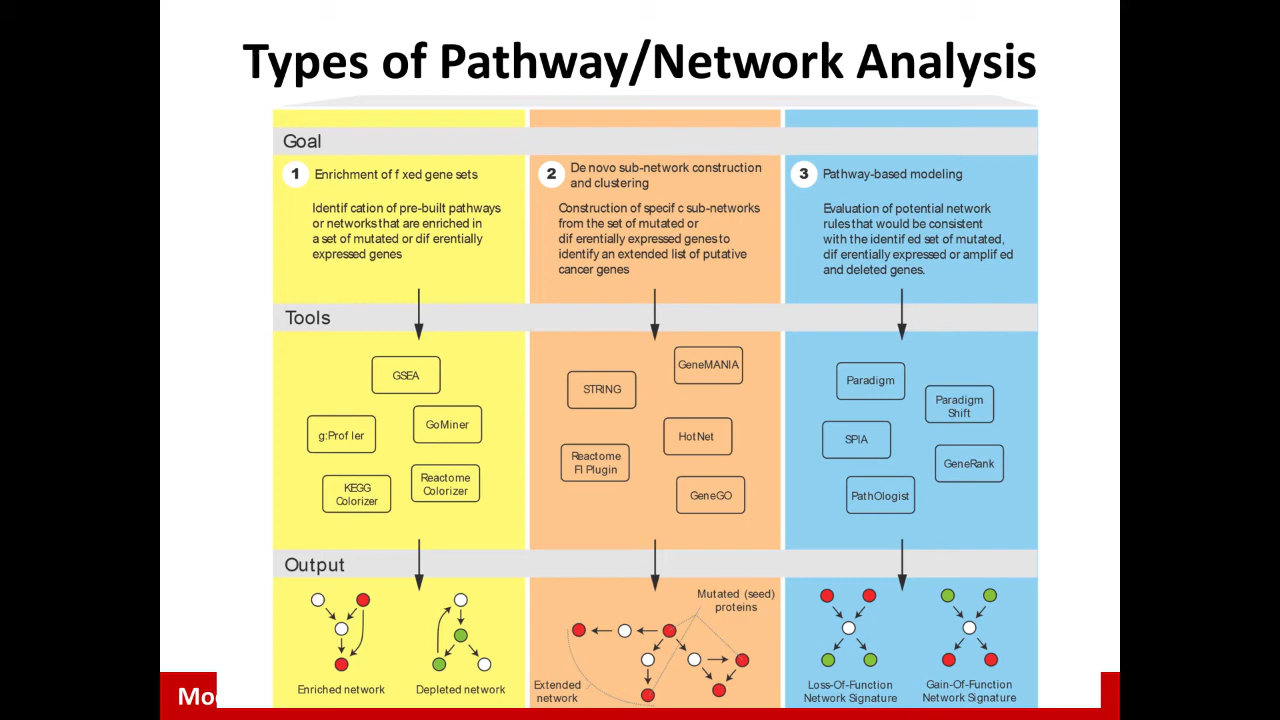 Types of Pathway/Network Analysis
Goal
1 Enrichment of f xed gene sets
Identif cation of pre-built pathways
or networks that are enriched in
a set of mutated or dif erentially
expressed genes
2 De novo sub-network construction
and clustering
Construction of specif c sub-networks
from the set of mutated or
dif erentially expressed genes to
identify an extended list of putative
cancer genes
3 Pathway-based modeling
Evaluation of potential network
rules that would be consistent
with the identif ed set of mutated,
dif erentially expressed or amplif ed
and deleted genes.
Tools
GSEA
g:Prof ler
GoMiner
KEGG
Colorizer
Reactome
Colorizer
GeneMANIA
STRING
HotNet
Reactome
FI Plugin
GeneGO
Paradigm
Paradigm
Shift
SPIA
GeneRank
PathOlogist
Output
Enriched network
Depleted network
Mutated (seed)
proteins
Extended
network
Loss-Of-Function
Network Signature
Gain-Of-Function
Network Signature